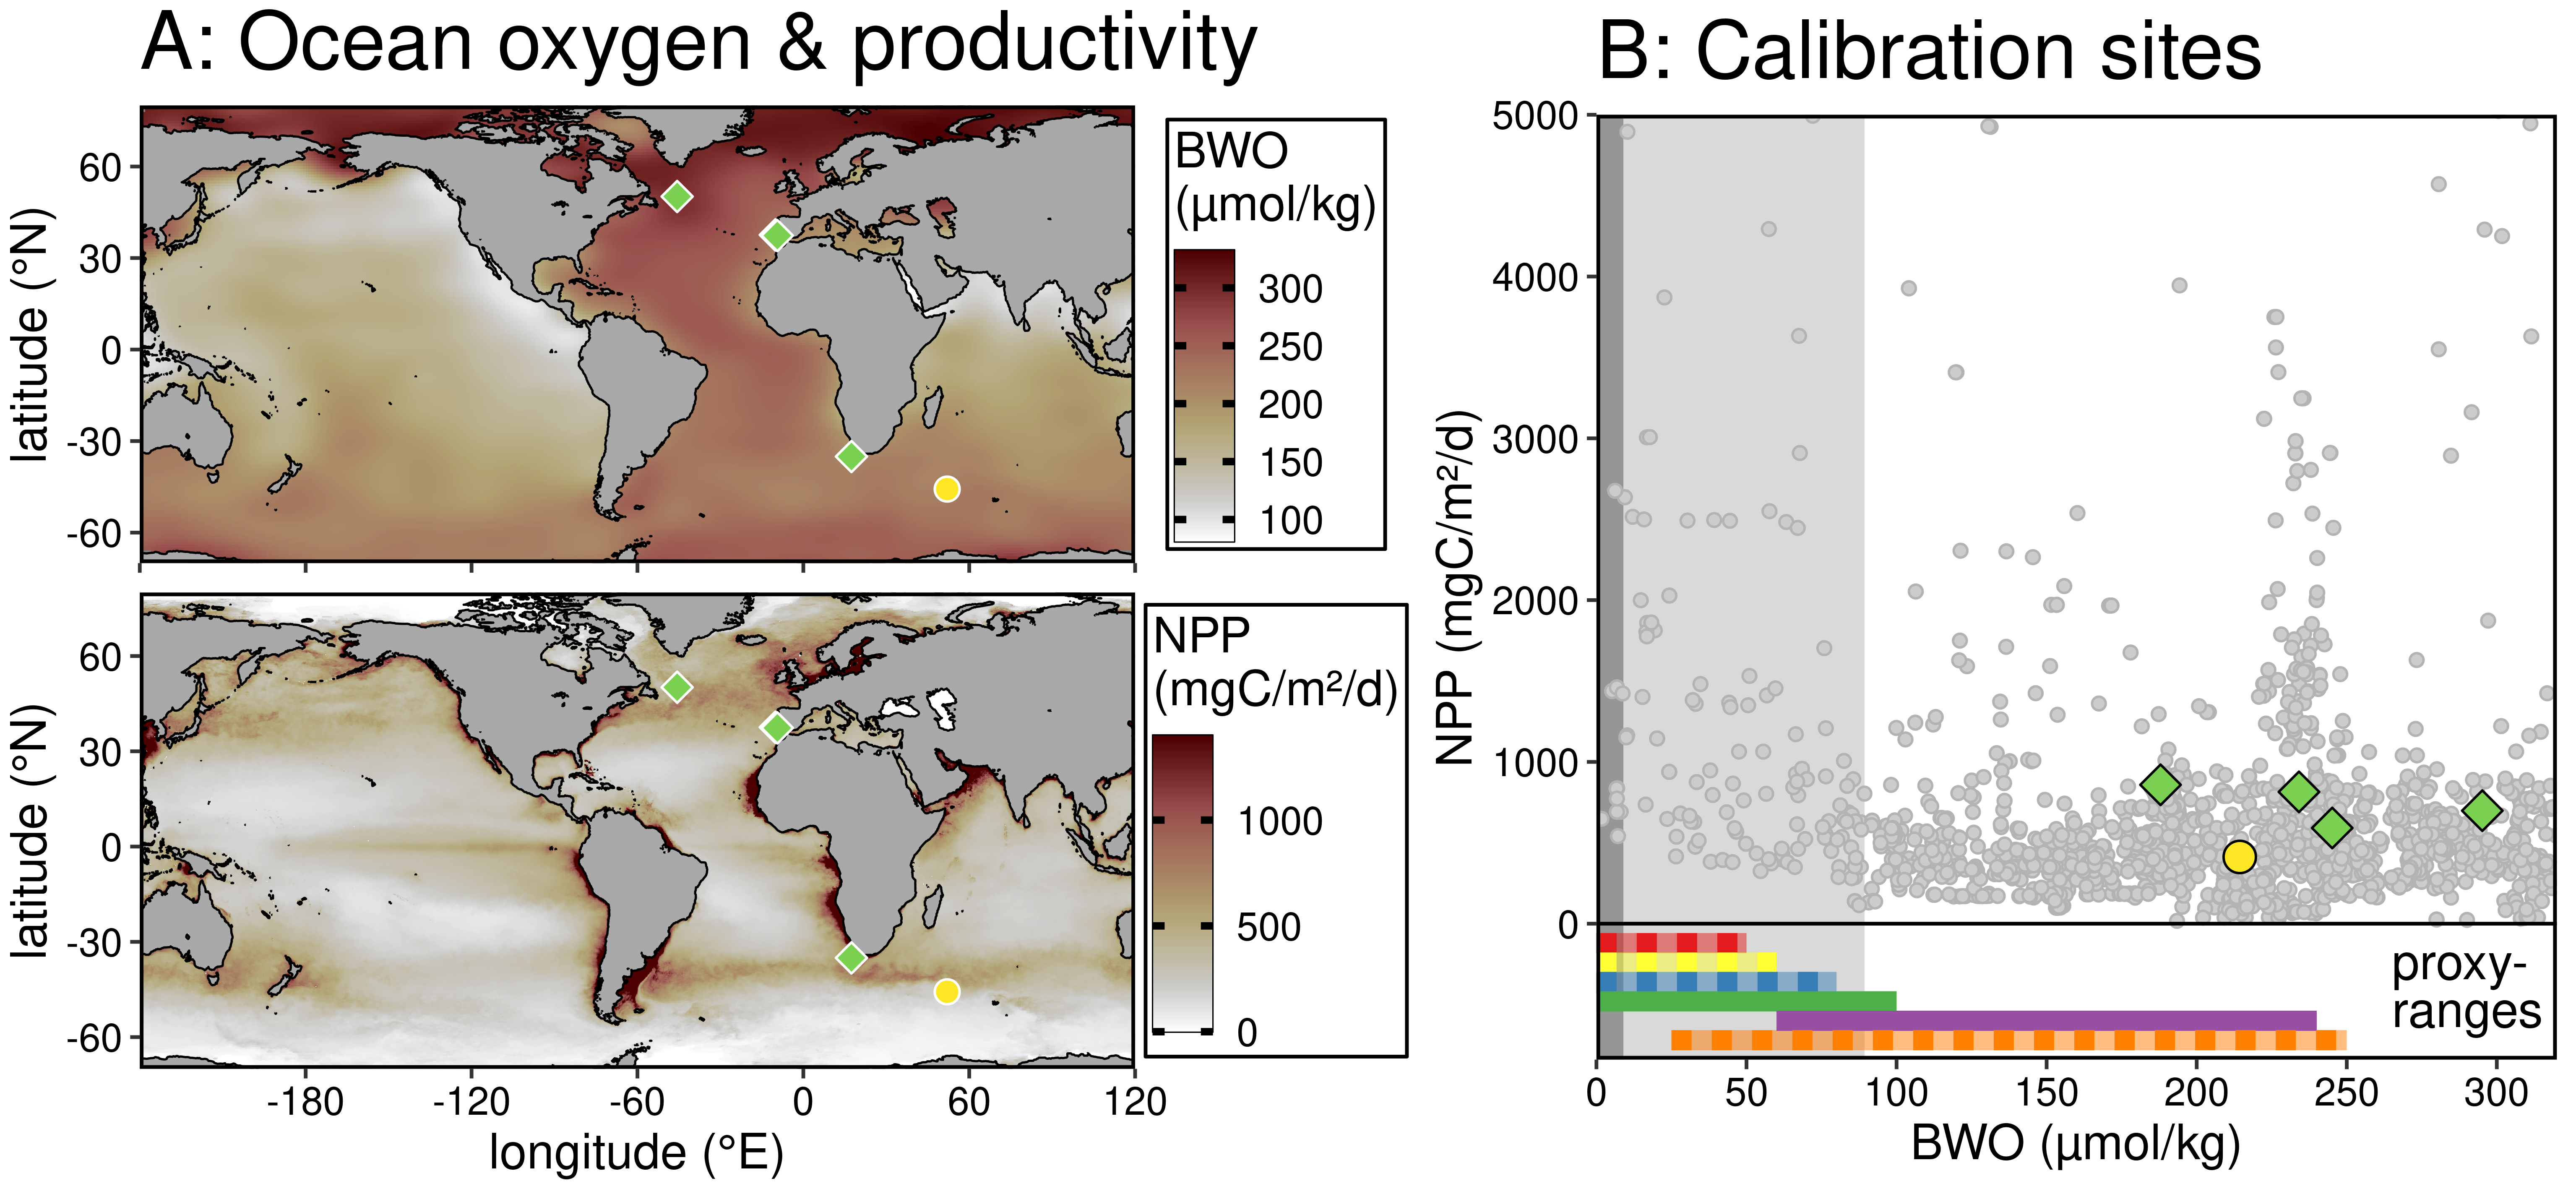 A: Ocean oxygen & productivity
latitude (°N)
60
30
0
-30
-60
BWO
(µmol/kg)
300
250
200
150
100
latitude (°N)
60
30
0
-30
-60
NPP
(mgC/m²/d)
1000
500
0
-180 -120 -60 0 60 120
longitude (°E)
B: Calibration sites
NPP (mgC/m²/d)
5000
4000
3000
2000
1000
0
proxy-
ranges
0 50 100 150 200 250 300
BWO (µmol/kg)